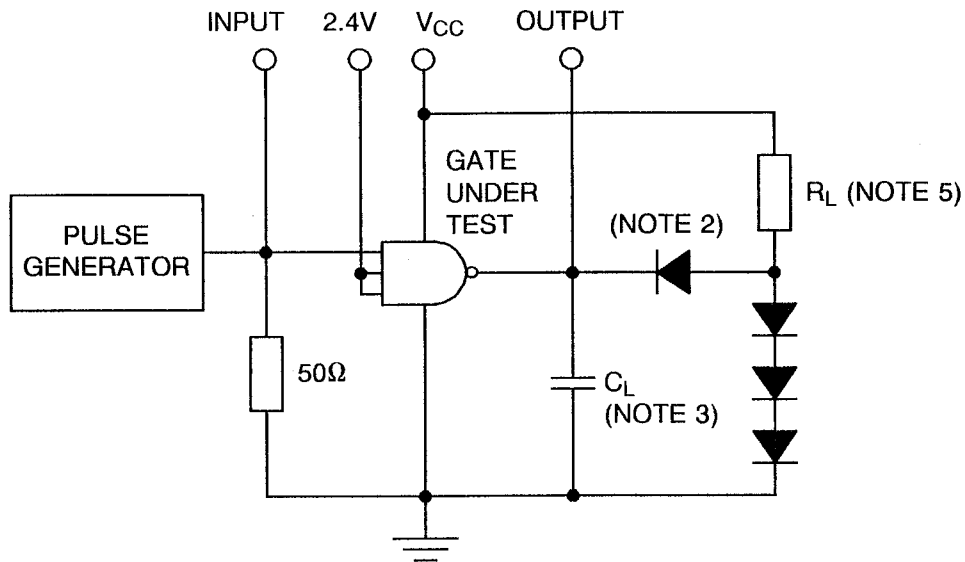 INPUT
2.4V
VCC
OUTPUT
GATE
UNDER
TEST
PULSE
GENERATOR
(NOTE 2)
RL (NOTE 5)
50Ω
CL
(NOTE 3)